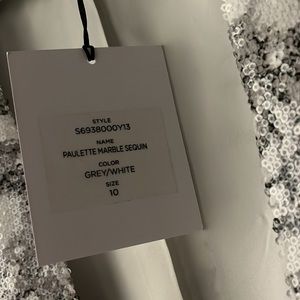 STYLE
S6938000Y13
NAME
PAULETTE MARBLE SEQUIN
COLOR
GREY/WHITE
SIZE
10